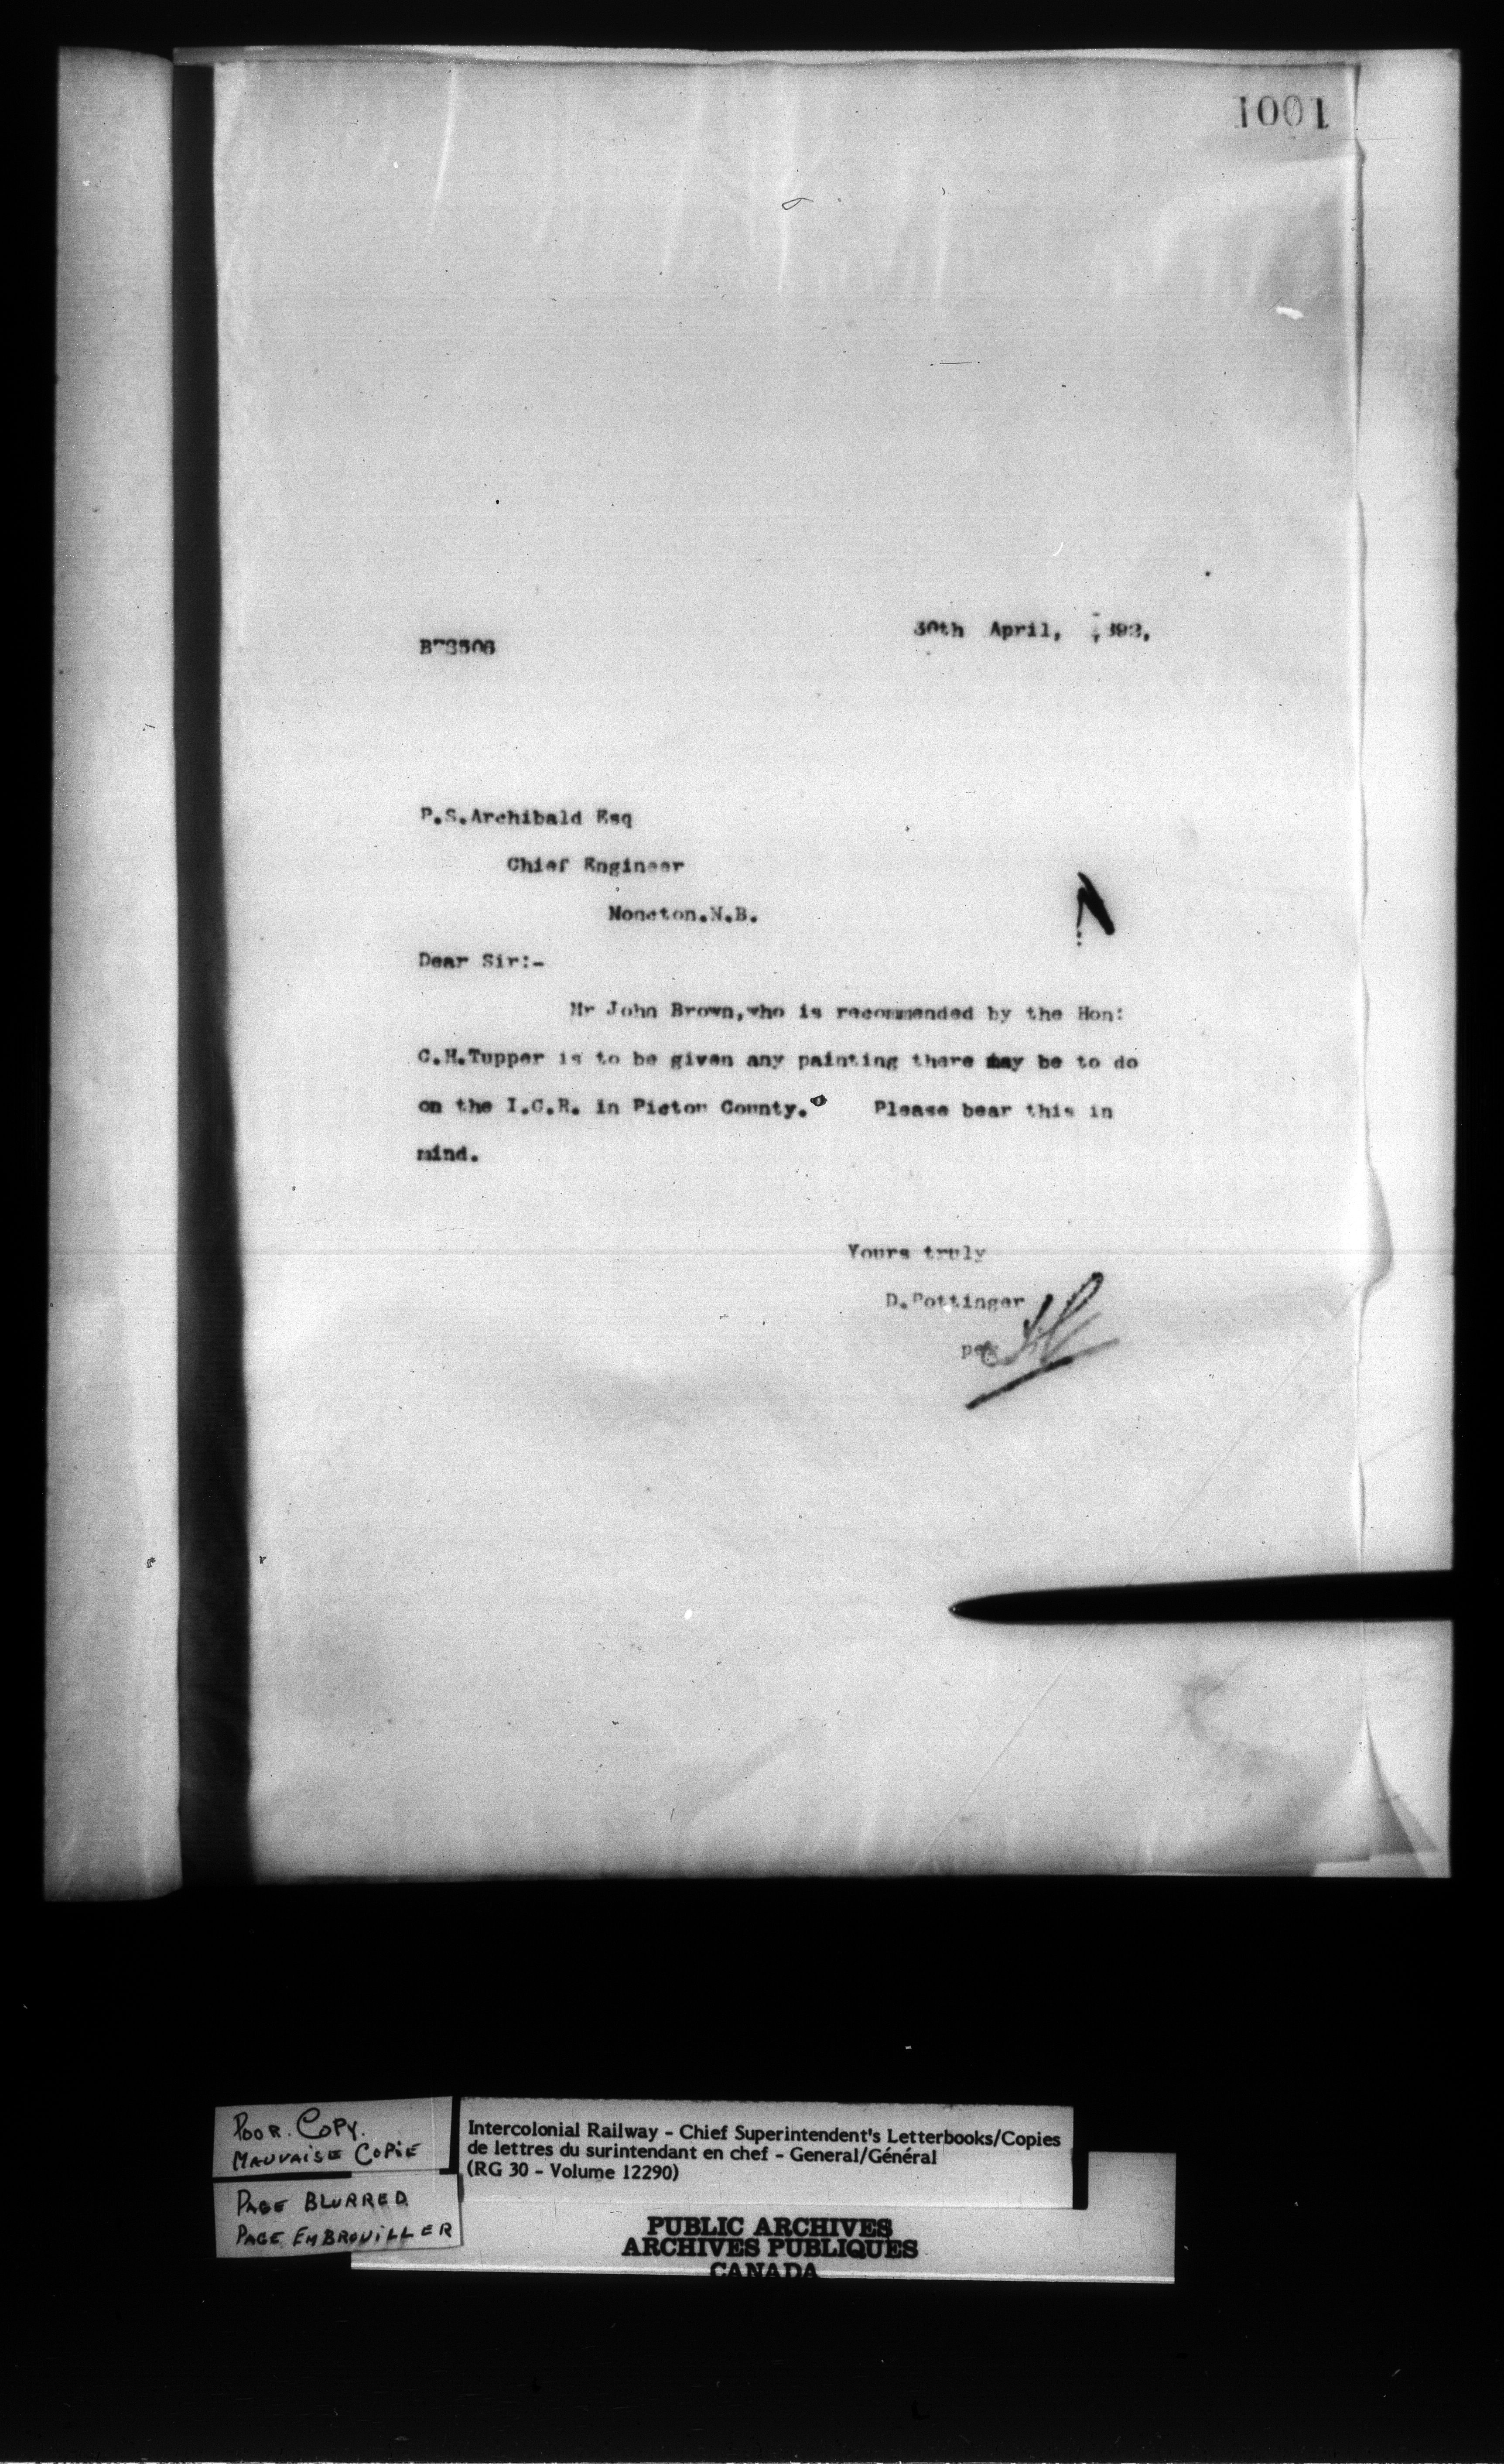 1001
30th April, 1892,
B78506
P.S.Archibald Esq
Chief Engineer
Moncton.N.B.
Dear Sir:-
Mr John Brown,who is recommended by the Hon:
C.H.Tupper is to be given any painting there may be to do
on the I.C.R. in Pictou County. Please bear this in
mind.
Yours truly
D.Pottinger
per
POOR. COPY.
MAUVAISE COPIE
PAGE BLURRED
PAGE EMBROUILLER
Intercolonial Railway - Chief Superintendent's Letterbooks/Copies
de lettres du surintendant en chef - General/Général
(RG 30 - Volume 12290)
PUBLIC ARCHIVES
ARCHIVES PUBLIQUES
CANADA